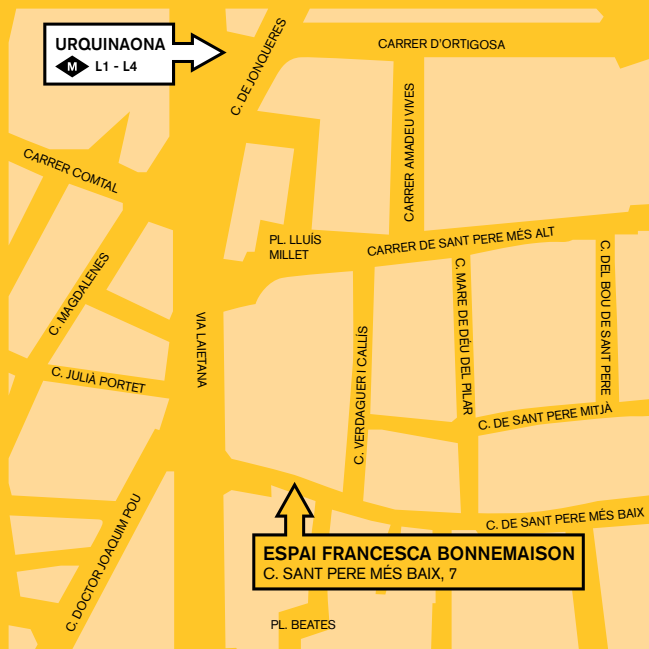 URQUINAONA
M L1 - L4
C. DE JONQUERES
CARRER D'ORTIGOSA
CARRER AMADEU VIVES
CARRER COMTAL
PL. LLUÍS
MILLET
CARRER DE SANT PERE MÉS ALT
C. MAGDALENES
C. MARE DE DÉU DEL PILAR
C. DEL BOU DE SANT PERE
VIA LAIETANA
C. VERDAGUER I CALLÍS
C. JULIÀ PORTET
C. DE SANT PERE MITJÀ
C. DOCTOR JOAQUIM POU
C. DE SANT PERE MÉS BAIX
ESPAI FRANCESCA BONNEMAISON
C. SANT PERE MÉS BAIX, 7
PL. BEATES